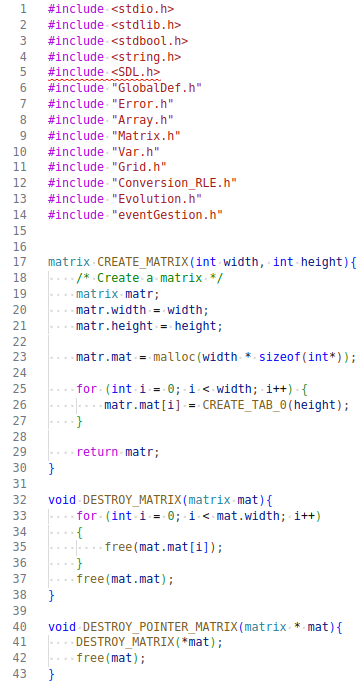 1 #include <stdio.h>
2 #include <stdlib.h>
3 #include <stdbool.h>
4 #include <string.h>
5 #include <SDL.h>
6 #include "GlobalDef.h"
7 #include "Error.h"
8 #include "Array.h"
9 #include "Matrix.h"
10 #include "Var.h"
11 #include "Grid.h"
12 #include "Conversion_RLE.h"
13 #include "Evolution.h"
14 #include "eventGestion.h"
15
16
17 matrix CREATE_MATRIX(int width, int height){
18     /* Create a matrix */
19     matrix matr;
20     matr.width = width;
21     matr.height = height;
22
23     matr.mat = malloc(width * sizeof(int*));
24
25     for (int i = 0; i < width; i++) {
26         matr.mat[i] = CREATE_TAB_0(height);
27     }
28
29     return matr;
30 }
31
32 void DESTROY_MATRIX(matrix mat){
33     for (int i = 0; i < mat.width; i++)
34     {
35         free(mat.mat[i]);
36     }
37     free(mat.mat);
38 }
39
40 void DESTROY_POINTER_MATRIX(matrix * mat){
41     DESTROY_MATRIX(*mat);
42     free(mat);
43 }